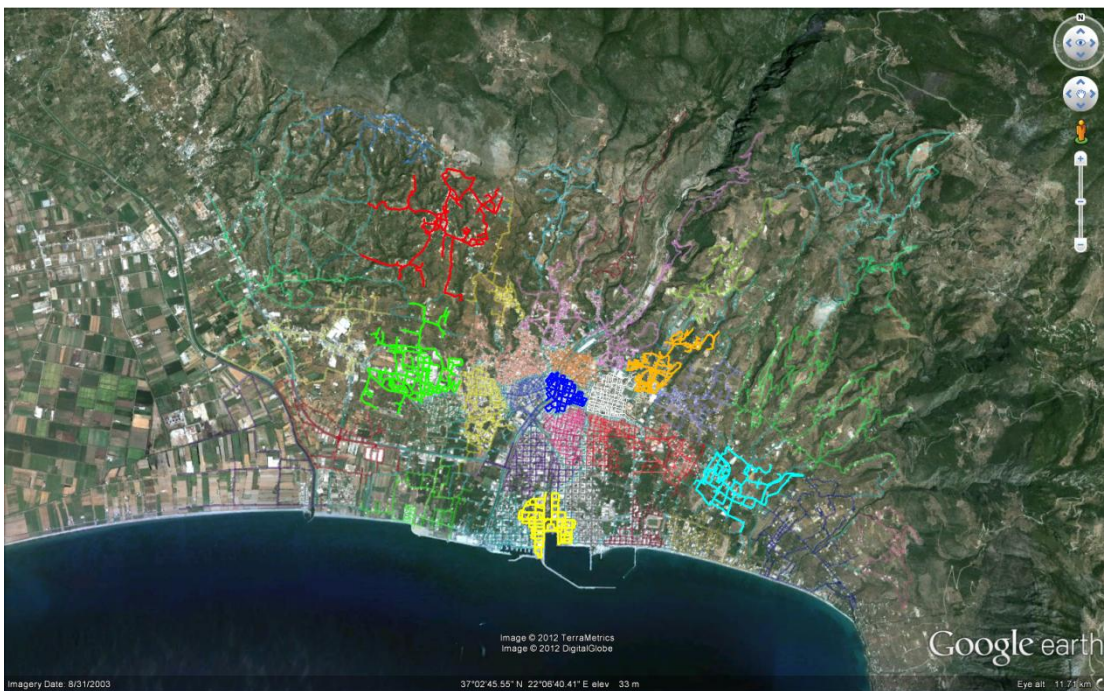 N
Image © 2012 TerraMetrics
Image © 2012 DigitalGlobe
Google earth
Imagery Date: 8/31/2003
37°02'45.55" N 22°06'40.41" E elev 33 m
Eye alt 11.71 km